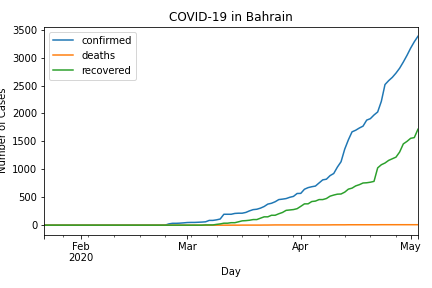 COVID-19 in Bahrain
confirmed
deaths
recovered
Number of Cases
3500
3000
2500
2000
1500
1000
500
0
Feb
2020
Mar
Apr
May
Day